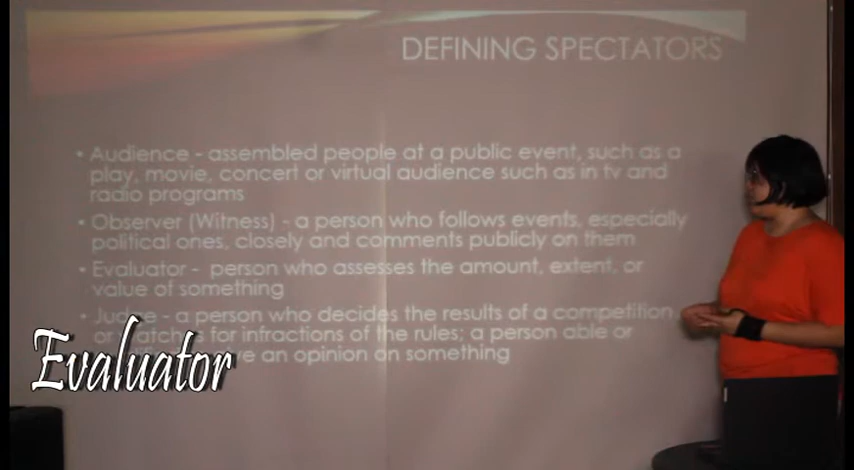 DEFINING SPECTATORS
• Audience - assembled people at a public event, such as a
play, movie, concert or virtual audience such as in tv and
radio programs
• Observer (Witness) - a person who follows events, especially
political ones, closely and comments publicly on them
• Evaluator - person who assesses the amount, extent, or
value of something
• Judge - a person who decides the results of a competition
or watches for infractions of the rules; a person able or
an opinion on something
Evaluator